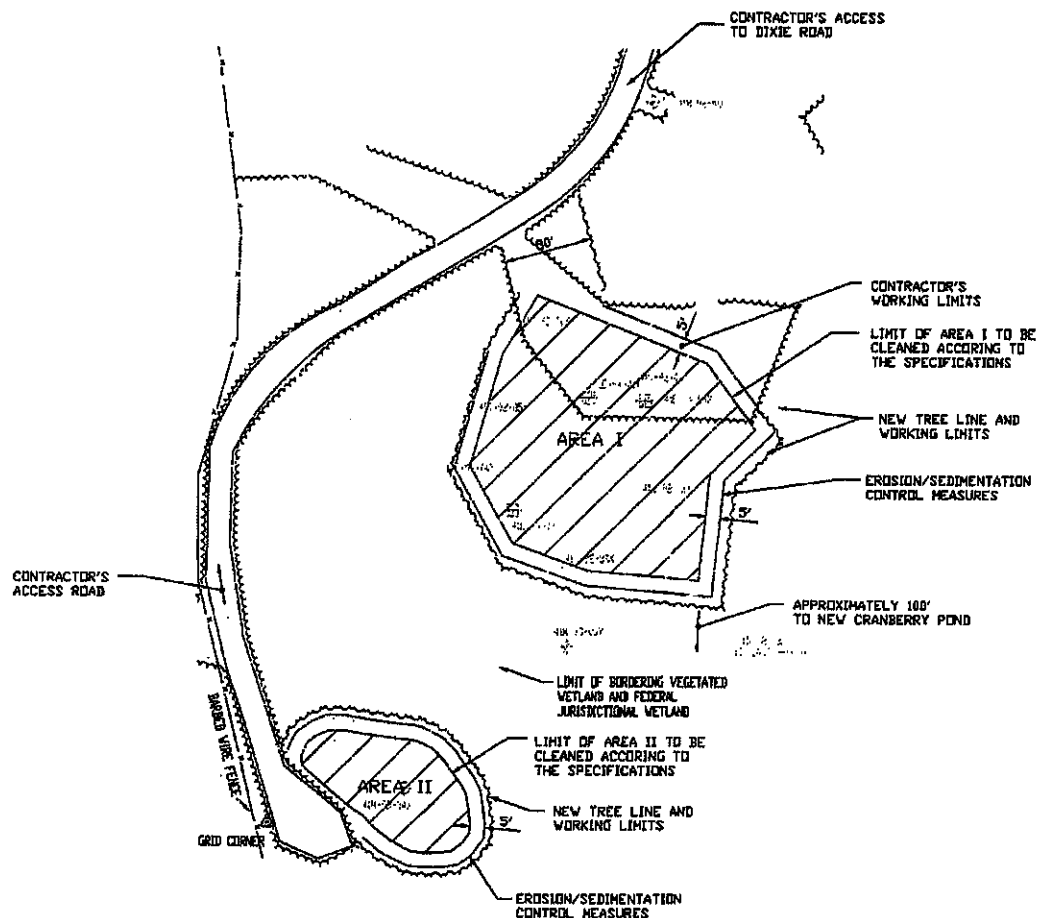 CONTRACTOR'S ACCESS
TO DIXIE ROAD
80'
CONTRACTOR'S
WORKING LIMITS
5'
LIMIT OF AREA I TO BE
CLEANED ACCORING TO
THE SPECIFICATIONS
NEW TREE LINE AND
WORKING LIMITS
AREA I
EROSION/SEDIMENTATION
CONTROL MEASURES
5'
CONTRACTOR'S
ACCESS ROAD
APPROXIMATELY 100'
TO NEW CRANBERRY POND
LIMIT OF BORDERING VEGETATED
WETLAND AND FEDERAL
JURISDICTIONAL WETLAND
BARBED WIRE FENCE
LIMIT OF AREA II TO BE
CLEANED ACCORING TO
THE SPECIFICATIONS
AREA II
NEW TREE LINE AND
WORKING LIMITS
5'
GRID CORNER
EROSION/SEDIMENTATION
CONTROL MEASURES